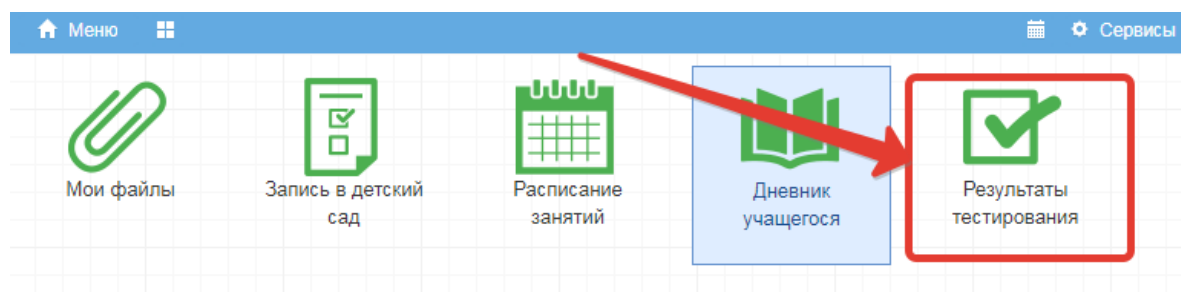 Меню
Сервисы
Мои файлы
Запись в детский
сад
Расписание
занятий
Дневник
учащегося
Результаты
тестирования